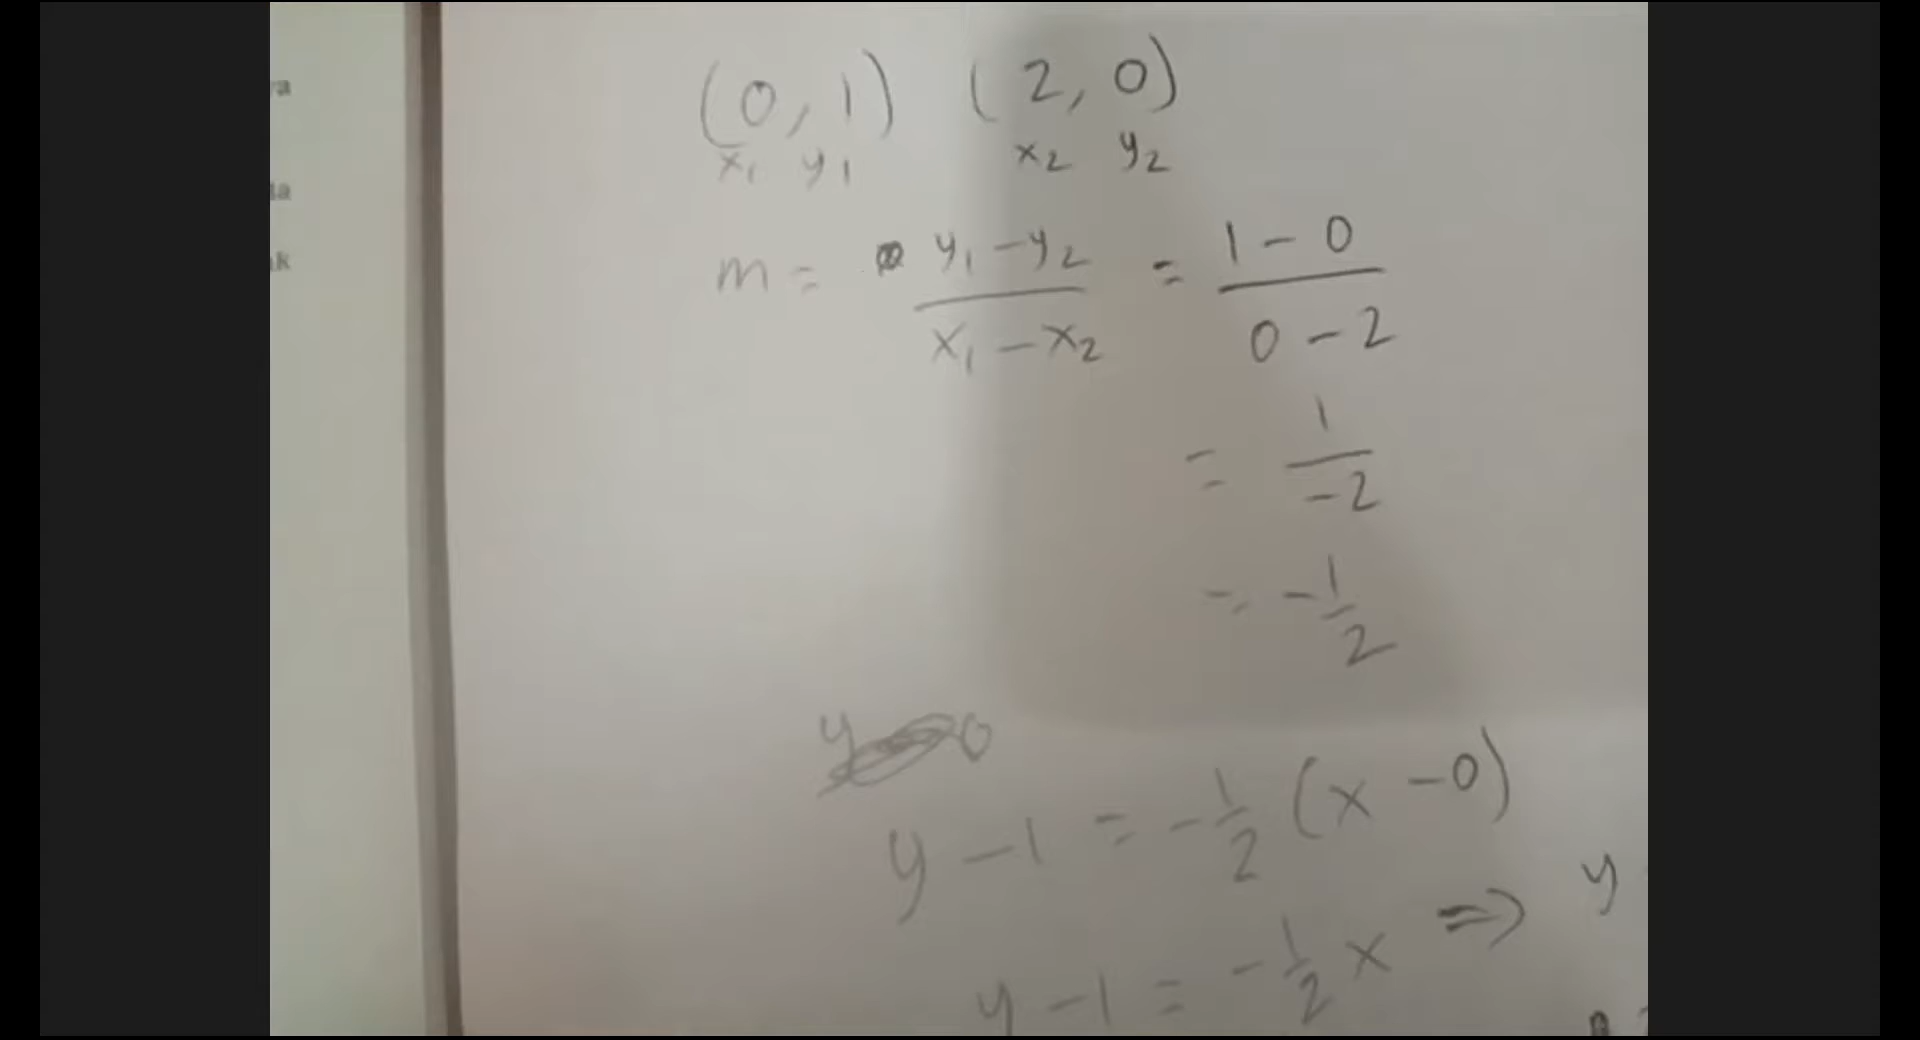 (0, 1) (2, 0)
x₁ y₁ x₂ y₂
m = y₁ - y₂ / x₁ - x₂ = 1 - 0 / 0 - 2
= 1 / -2
= - 1/2
y - 1 = - 1/2 (x - 0)
y - 1 = - 1/2 x ⇒ y